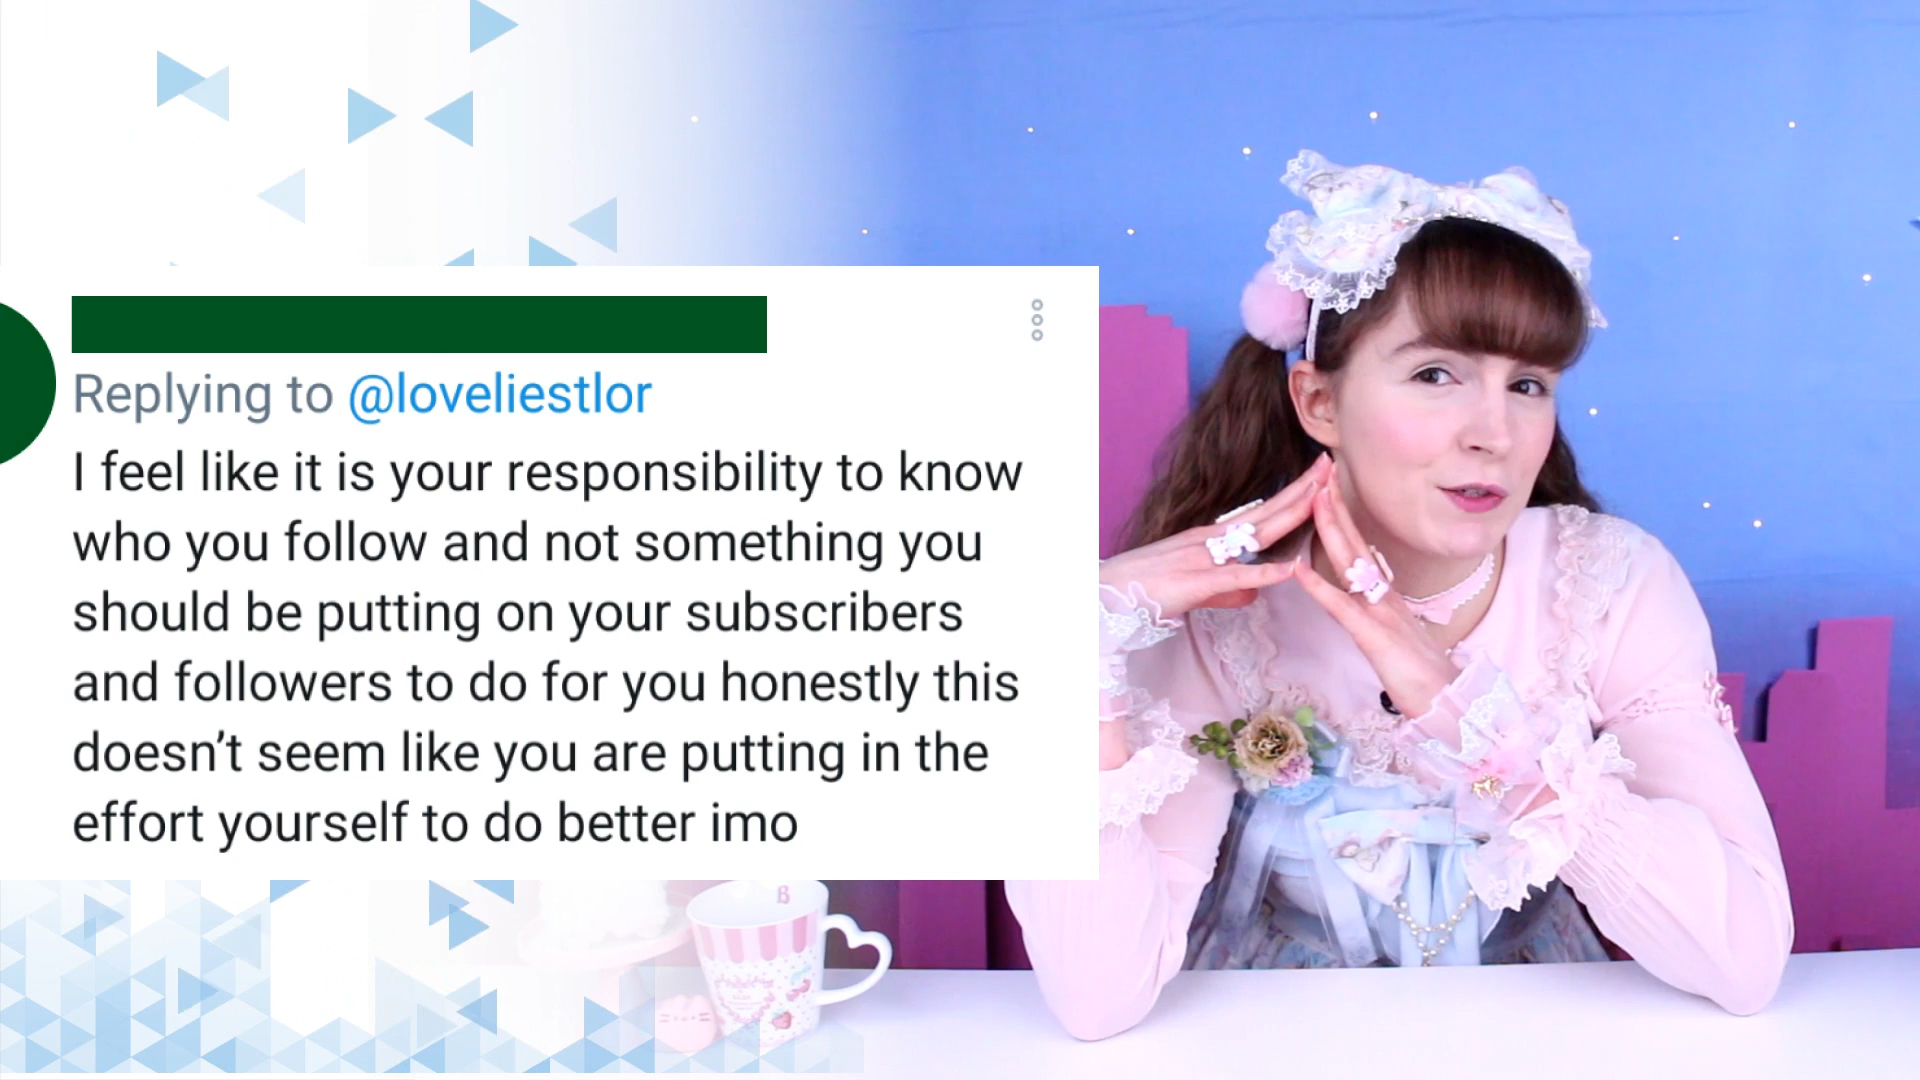 Replying to @loveliestlor
I feel like it is your responsibility to know
who you follow and not something you
should be putting on your subscribers
and followers to do for you honestly this
doesn't seem like you are putting in the
effort yourself to do better imo
B